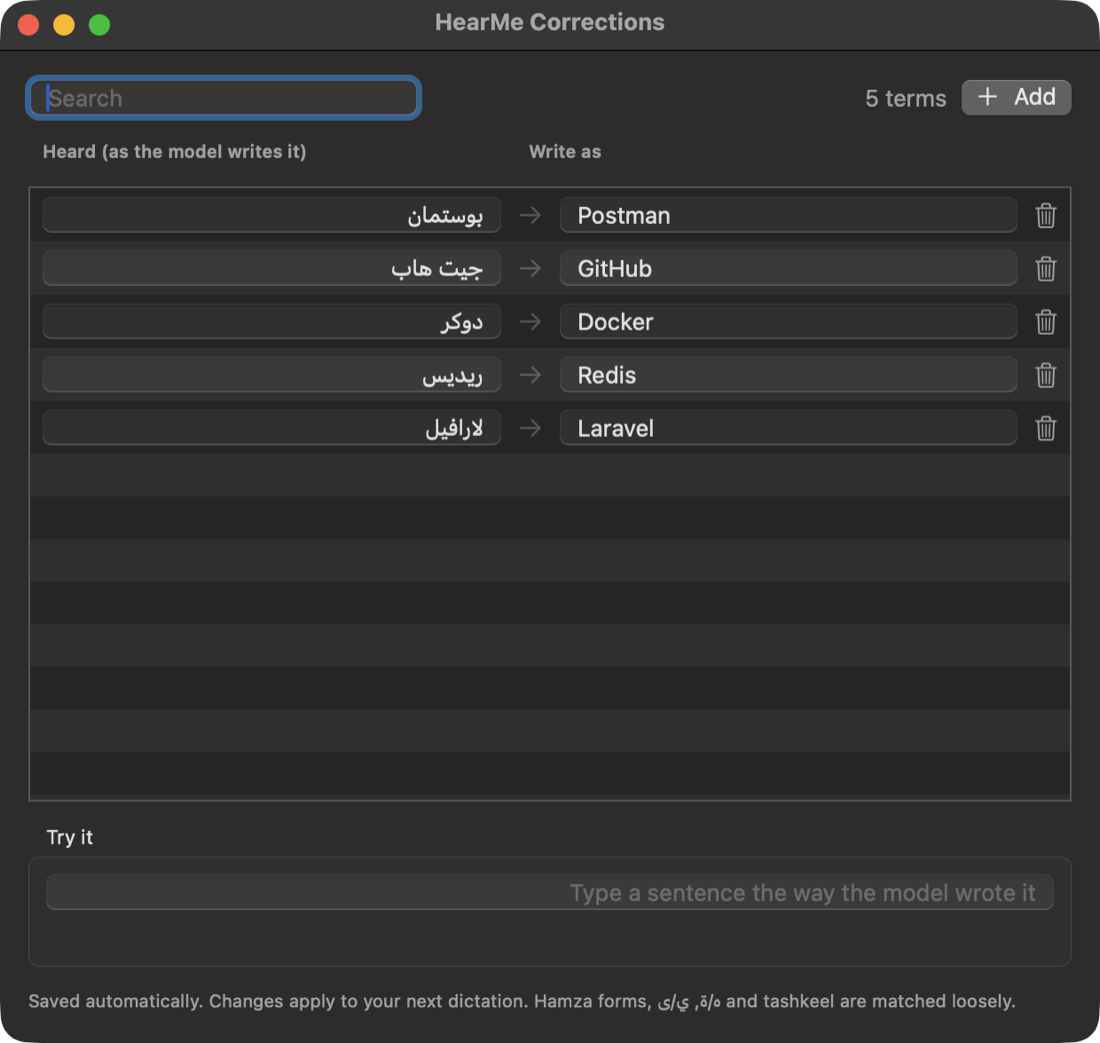 HearMe Corrections
Search
5 terms
+ Add
Heard (as the model writes it)
Write as
بوستمان → Postman
جيت هاب → GitHub
دوكر → Docker
ريديس → Redis
لارافيل → Laravel
Try it
Type a sentence the way the model wrote it
Saved automatically. Changes apply to your next dictation. Hamza forms, ي/ى, ة/ه and tashkeel are matched loosely.